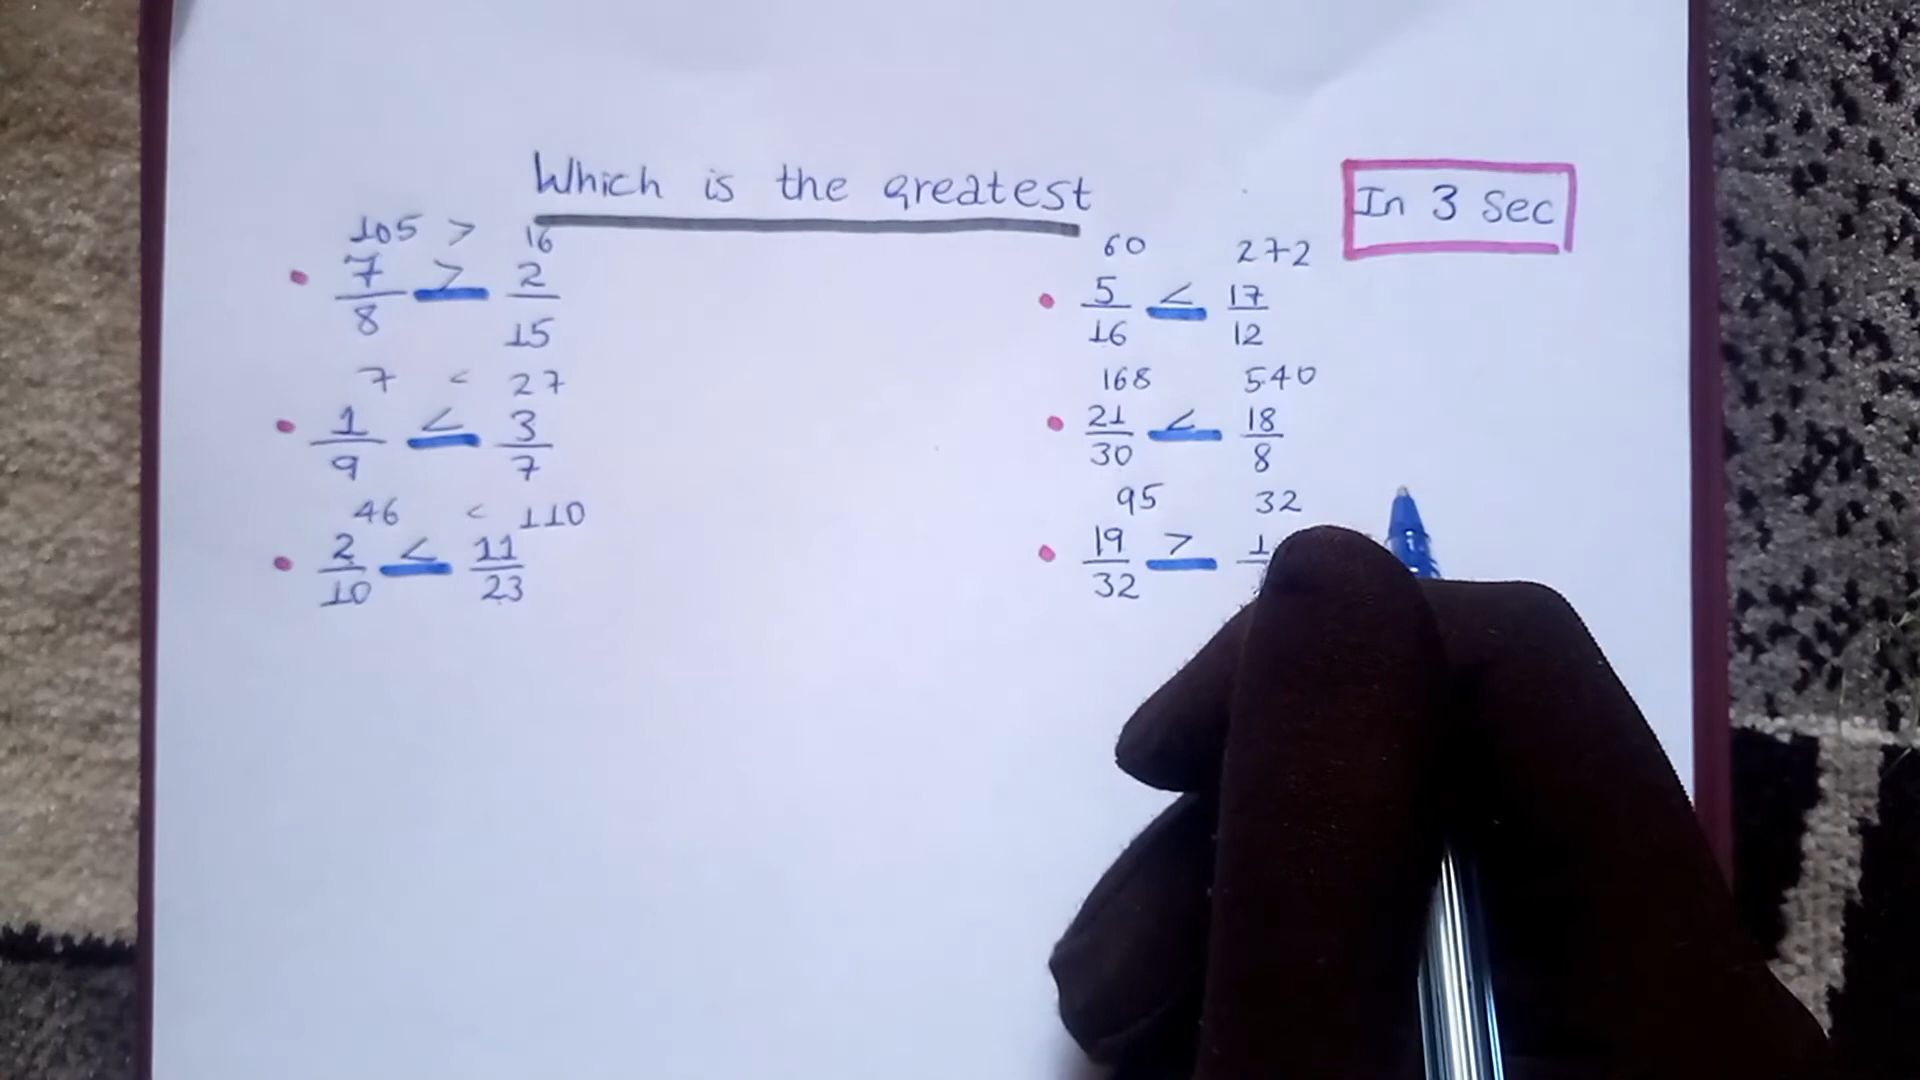 Which is the greatest
In 3 Sec
105 > 16
7/8 > 2/15
7 < 27
1/9 < 3/7
46 < 110
2/10 < 11/23
60 272
5/16 < 17/12
168 540
21/30 < 18/8
95 32
19/32 > 1